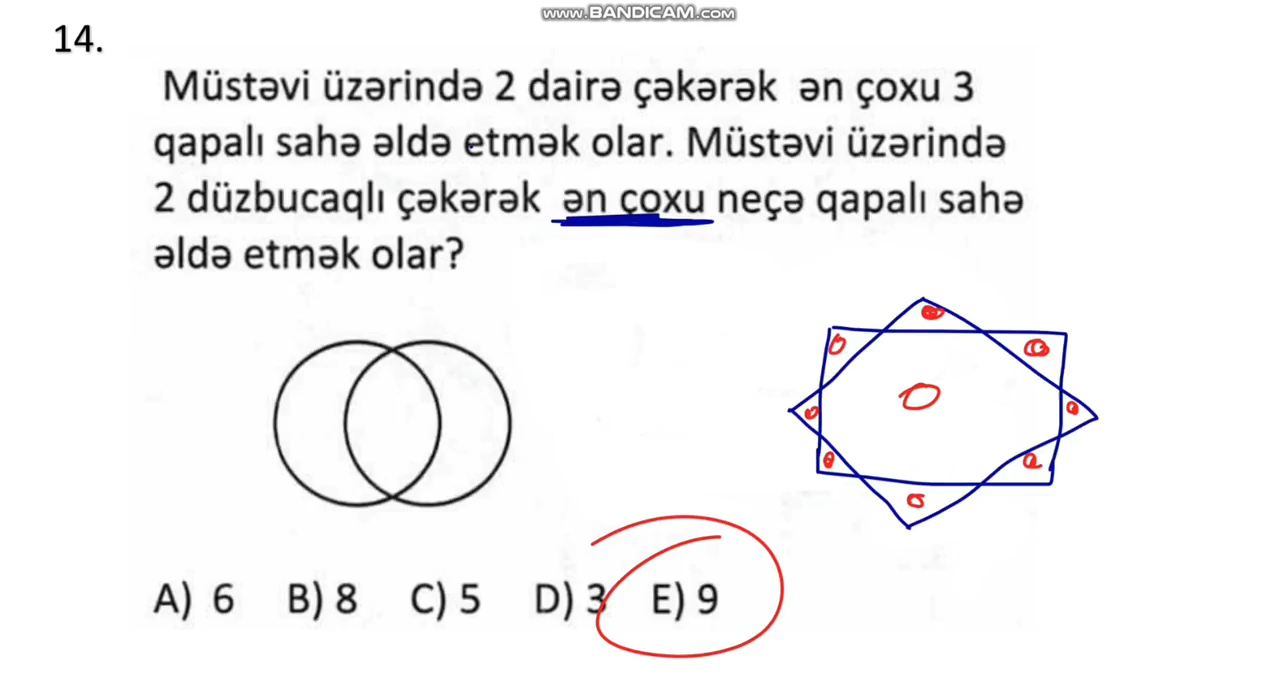 www.BANDICAM.com
14.
Müstəvi üzərində 2 dairə çəkərək ən çoxu 3
qapalı sahə əldə etmək olar. Müstəvi üzərində
2 düzbucaqlı çəkərək ən çoxu neçə qapalı sahə
əldə etmək olar?
A) 6 B) 8 C) 5 D) 3 E) 9